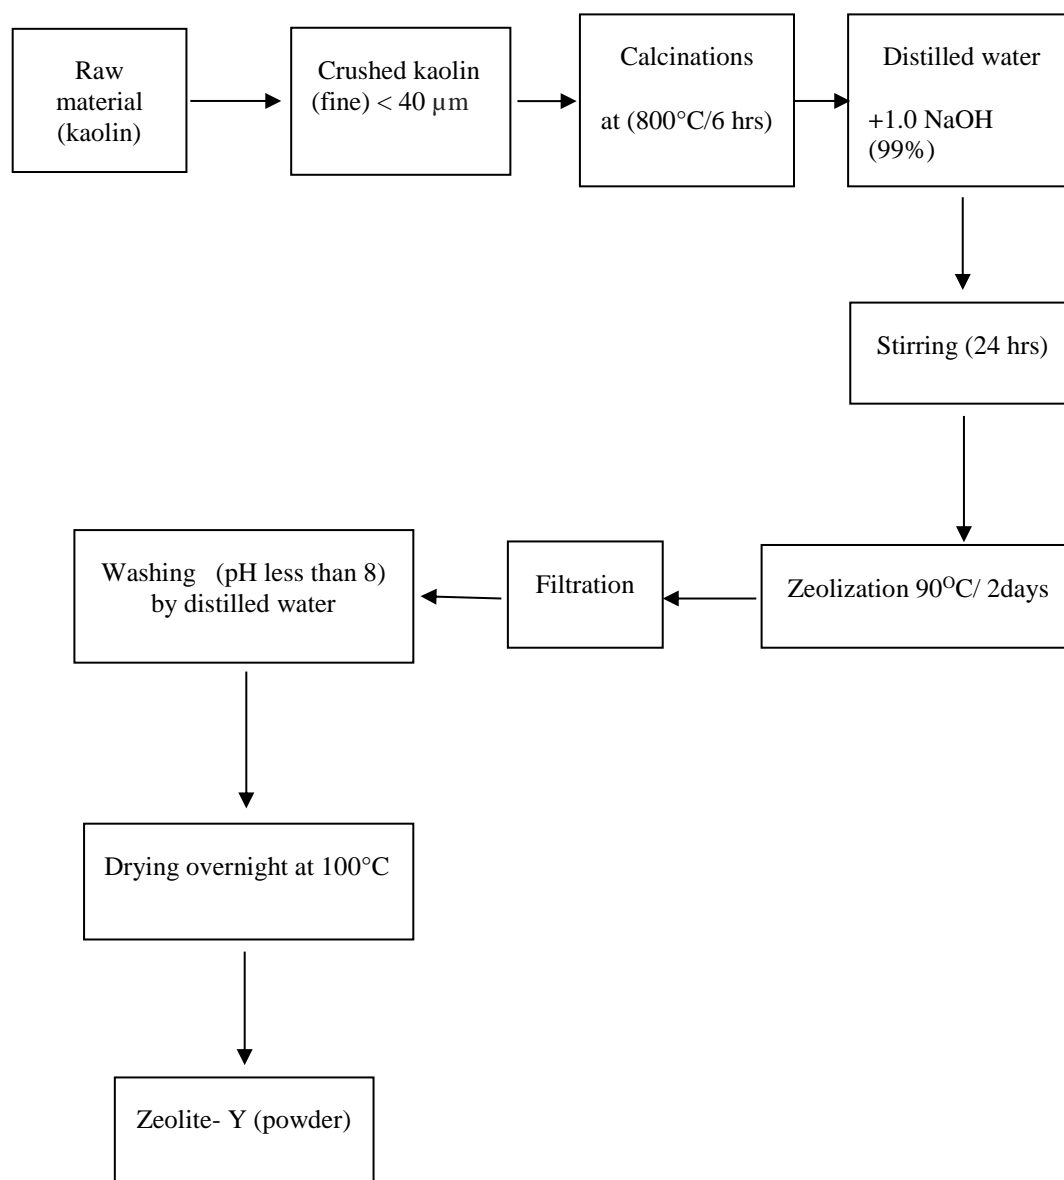 Raw
material
(kaolin)
Crushed kaolin
(fine) < 40 µm
Calcinations
at (800°C/6 hrs)
Distilled water
+1.0 NaOH
(99%)
Stirring (24 hrs)
Zeolization 90ᴼC/ 2days
Filtration
Washing (pH less than 8)
by distilled water
Drying overnight at 100°C
Zeolite- Y (powder)